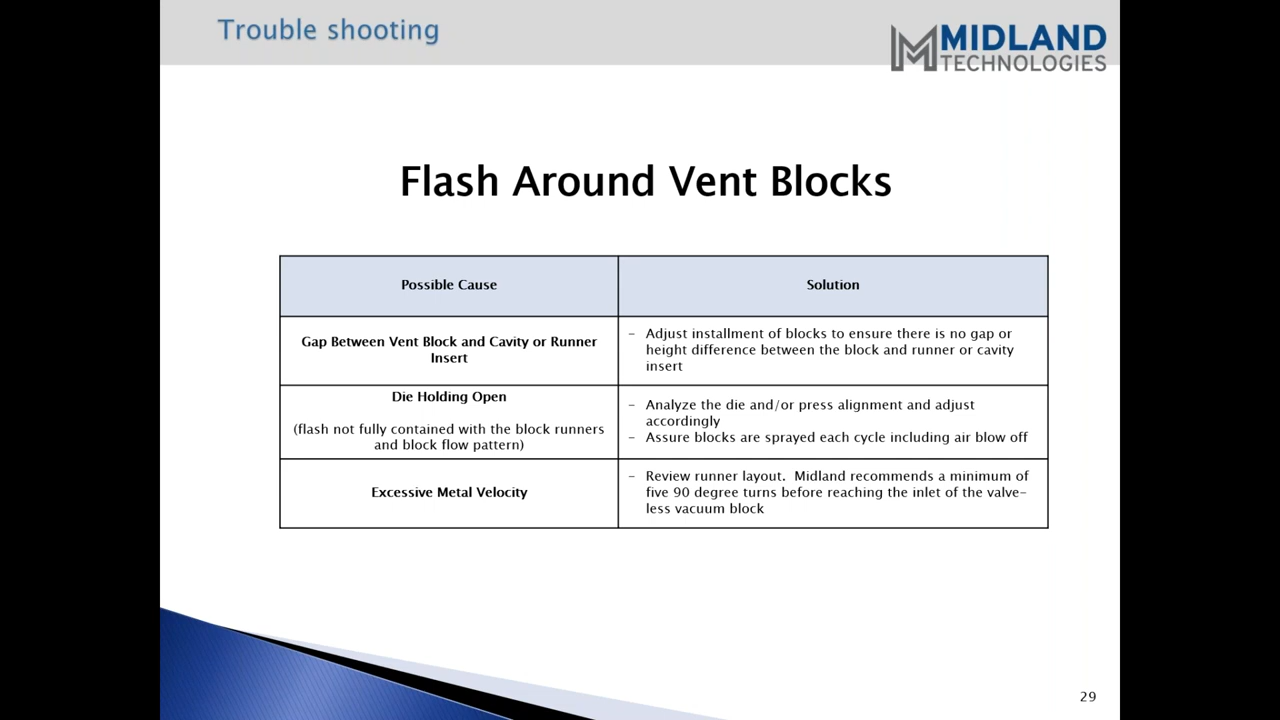 Trouble shooting
MIDLAND
TECHNOLOGIES
Flash Around Vent Blocks
Possible Cause
Solution
Gap Between Vent Block and Cavity or Runner
Insert
– Adjust installment of blocks to ensure there is no gap or
height difference between the block and runner or cavity
insert
Die Holding Open
(flash not fully contained with the block runners
and block flow pattern)
– Analyze the die and/or press alignment and adjust
accordingly
– Assure blocks are sprayed each cycle including air blow off
Excessive Metal Velocity
– Review runner layout.  Midland recommends a minimum of
five 90 degree turns before reaching the inlet of the valve-
less vacuum block
29